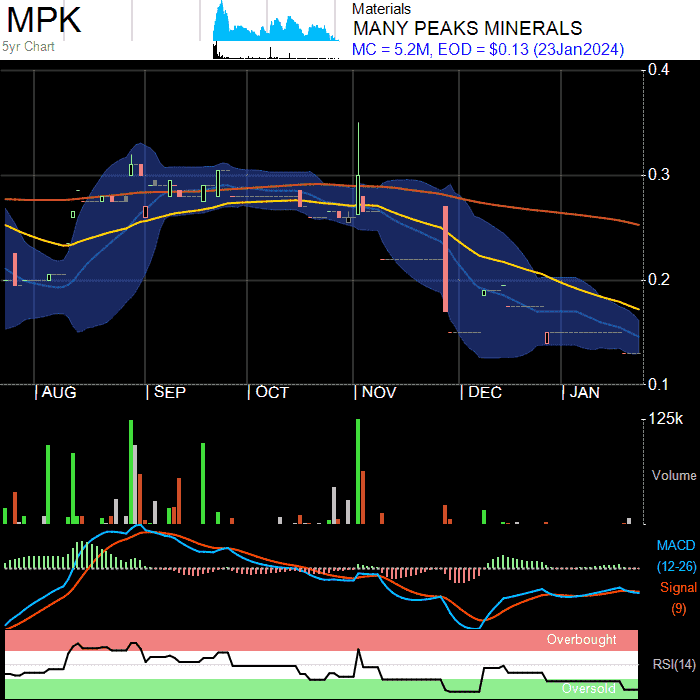 MPK
5yr Chart
Materials
MANY PEAKS MINERALS
MC = 5.2M, EOD = $0.13 (23Jan2024)
0.4
0.3
0.2
0.1
AUG
SEP
OCT
NOV
DEC
JAN
125k
Volume
MACD
(12-26)
Signal
(9)
Overbought
RSI(14)
Oversold